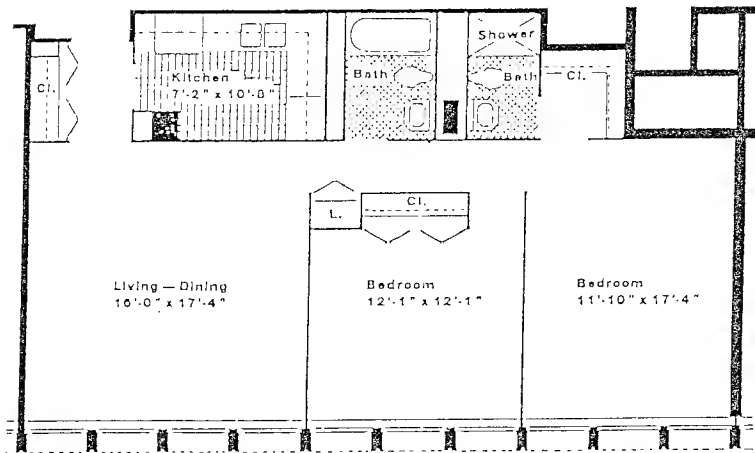 Shower
Kitchen
7'-2" x 10'-8"
Bath
Bath
Cl.
Cl.
L.
Cl.
Living — Dining
16'-0" x 17'-4"
Bedroom
12'-1" x 12'-1"
Bedroom
11'-10" x 17'-4"